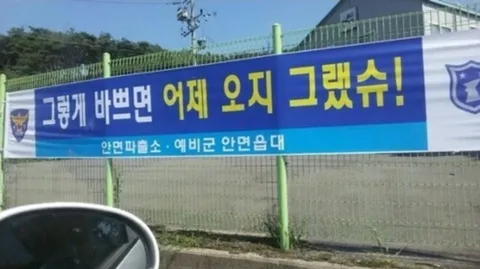 그렇게 바쁘면 어제 오지 그랬슈!
안면파출소 · 예비군 안면읍대